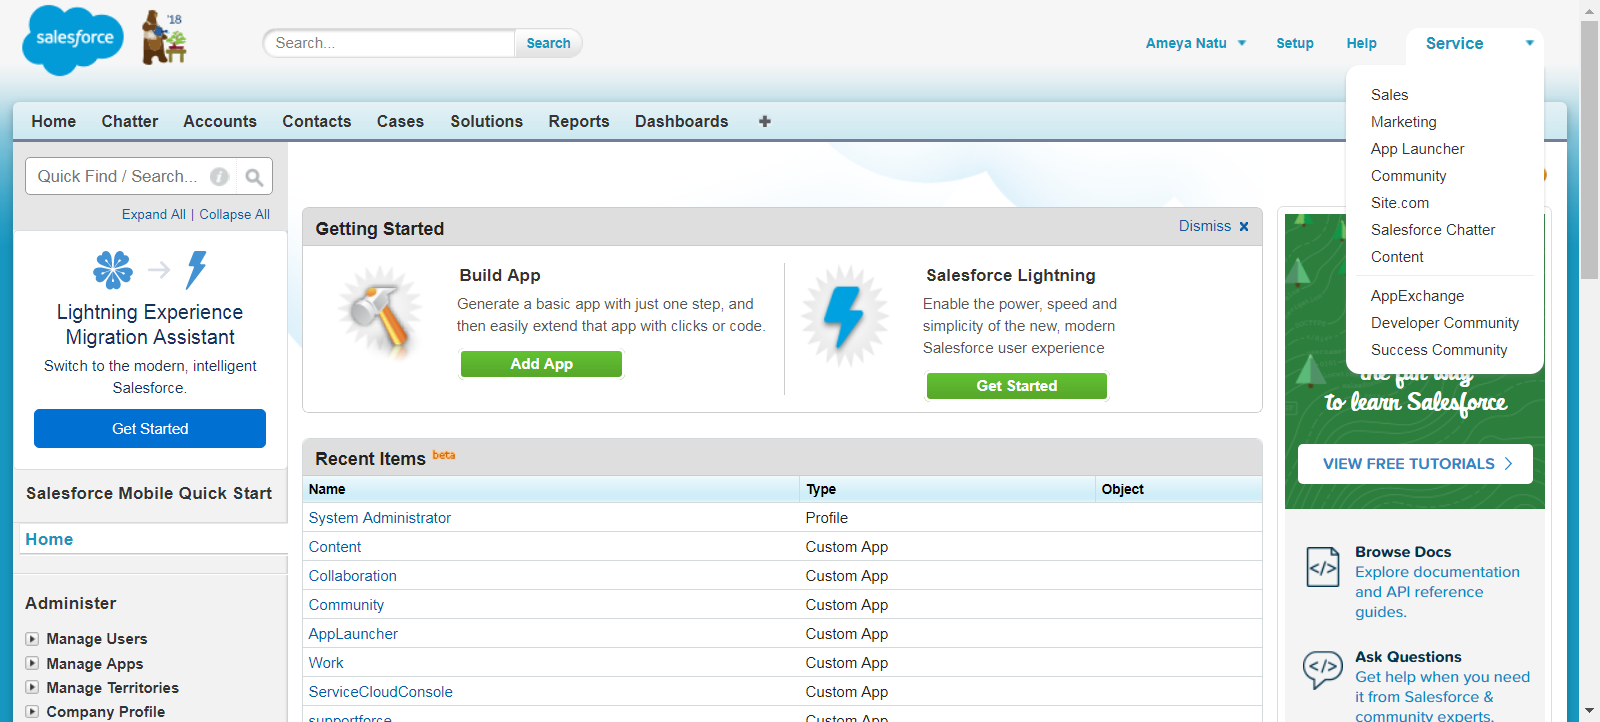 salesforce
'18
Search...
Search
Ameya Natu
Setup
Help
Service
Sales
Marketing
App Launcher
Community
Site.com
Salesforce Chatter
Content
AppExchange
Developer Community
Success Community
Home
Chatter
Accounts
Contacts
Cases
Solutions
Reports
Dashboards
Quick Find / Search...
Expand All | Collapse All
Lightning Experience
Migration Assistant
Switch to the modern, intelligent
Salesforce.
Get Started
Salesforce Mobile Quick Start
Home
Administer
Manage Users
Manage Apps
Manage Territories
Company Profile
Getting Started
Dismiss x
Build App
Generate a basic app with just one step, and
then easily extend that app with clicks or code.
Add App
Salesforce Lightning
Enable the power, speed and
simplicity of the new, modern
Salesforce user experience
Get Started
Recent Items beta
Name Type Object
System Administrator Profile
Content Custom App
Collaboration Custom App
Community Custom App
AppLauncher Custom App
Work Custom App
ServiceCloudConsole Custom App
supportforce Custom App
the fun way
to learn Salesforce
VIEW FREE TUTORIALS
Browse Docs
Explore documentation
and API reference
guides.
Ask Questions
Get help when you need
it from Salesforce &
community experts.